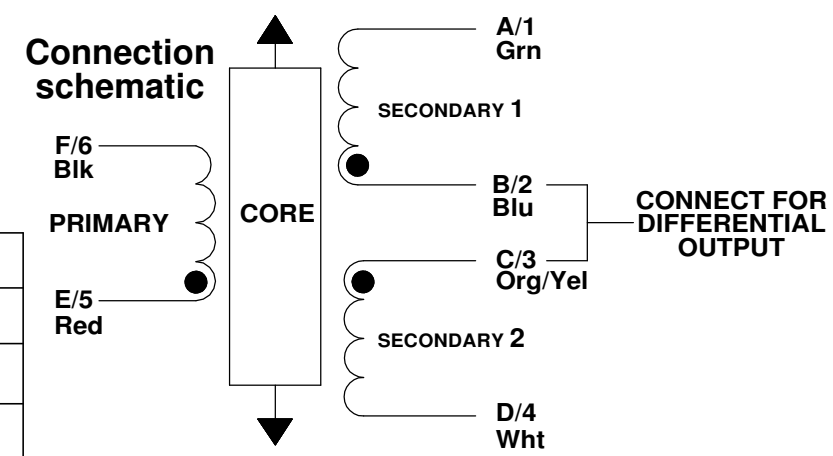 Connection
schematic
F/6
Blk
PRIMARY
E/5
Red
CORE
A/1
Grn
SECONDARY 1
B/2
Blu
C/3
Org/Yel
SECONDARY 2
D/4
Wht
CONNECT FOR
DIFFERENTIAL
OUTPUT